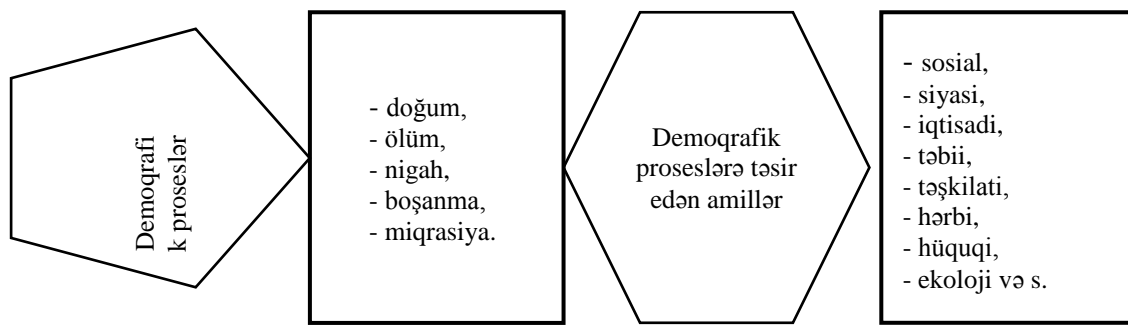 Demoqrafi
k proseslər
- doğum,
- ölüm,
- nigah,
- boşanma,
- miqrasiya.
Demoqrafik
proseslərə təsir
edən amillər
- sosial,
- siyasi,
- iqtisadi,
- təbii,
- təşkilati,
- hərbi,
- hüquqi,
- ekoloji və s.